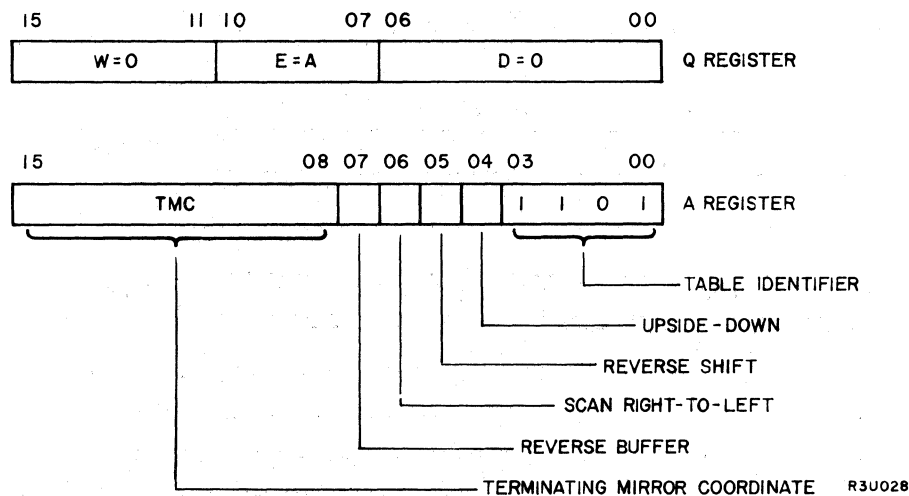 15 11 10 07 06 00
W=0 E=A D=0 Q REGISTER
15 08 07 06 05 04 03 00
TMC 1 1 0 1 A REGISTER
TABLE IDENTIFIER
UPSIDE-DOWN
REVERSE SHIFT
SCAN RIGHT-TO-LEFT
REVERSE BUFFER
TERMINATING MIRROR COORDINATE R3U028